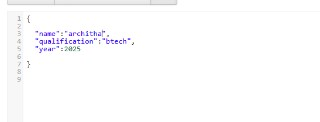 1 {
2
3 "name":"architha",
4 "qualification":"btech",
5 "year":2025
6
7 }
8
9